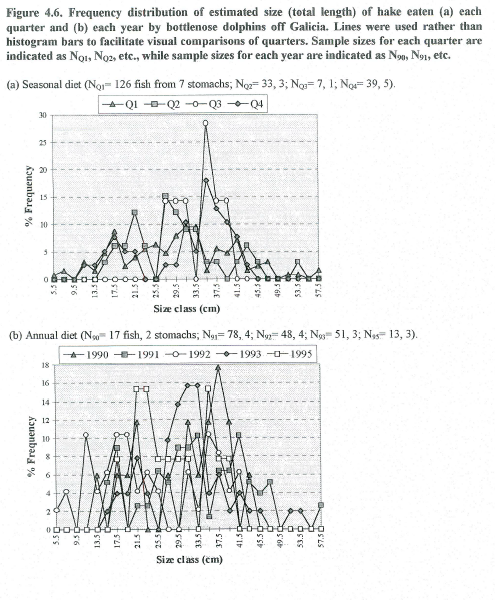 Figure 4.6. Frequency distribution of estimated size (total length) of hake eaten (a) each
quarter and (b) each year by bottlenose dolphins off Galicia. Lines were used rather than
histogram bars to facilitate visual comparisons of quarters. Sample sizes for each quarter are
indicated as NQ1, NQ2, etc., while sample sizes for each year are indicated as N90, N91, etc.
(a) Seasonal diet (NQ1= 126 fish from 7 stomachs; NQ2= 33, 3; NQ3= 7, 1; NQ4= 39, 5).
Q1 Q2 Q3 Q4
% Frequency
30
25
20
15
10
5
0
5.5 9.5 13.5 17.5 21.5 25.5 29.5 33.5 37.5 41.5 45.5 49.5 53.5 57.5
Size class (cm)
(b) Annual diet (N90= 17 fish, 2 stomachs; N91= 78, 4; N92= 48, 4; N93= 51, 3; N95= 13, 3).
1990 1991 1992 1993 1995
% Frequency
18
16
14
12
10
8
6
4
2
0
5.5 9.5 13.5 17.5 21.5 25.5 29.5 33.5 37.5 41.5 45.5 49.5 53.5 57.5
Size class (cm)